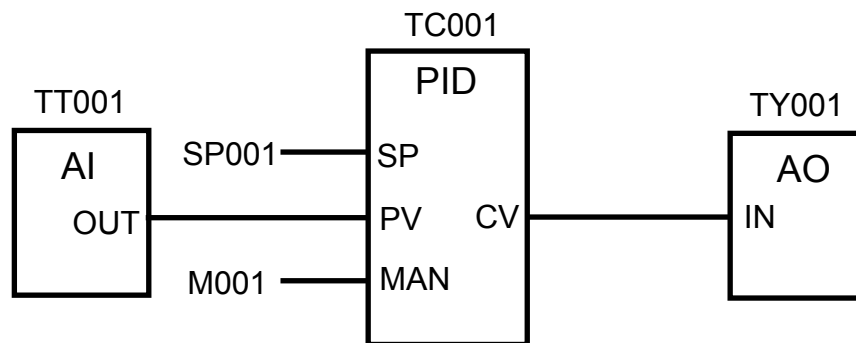 TC001
PID
TT001
TY001
AI
SP001
SP
AO
OUT
PV
CV
IN
M001
MAN